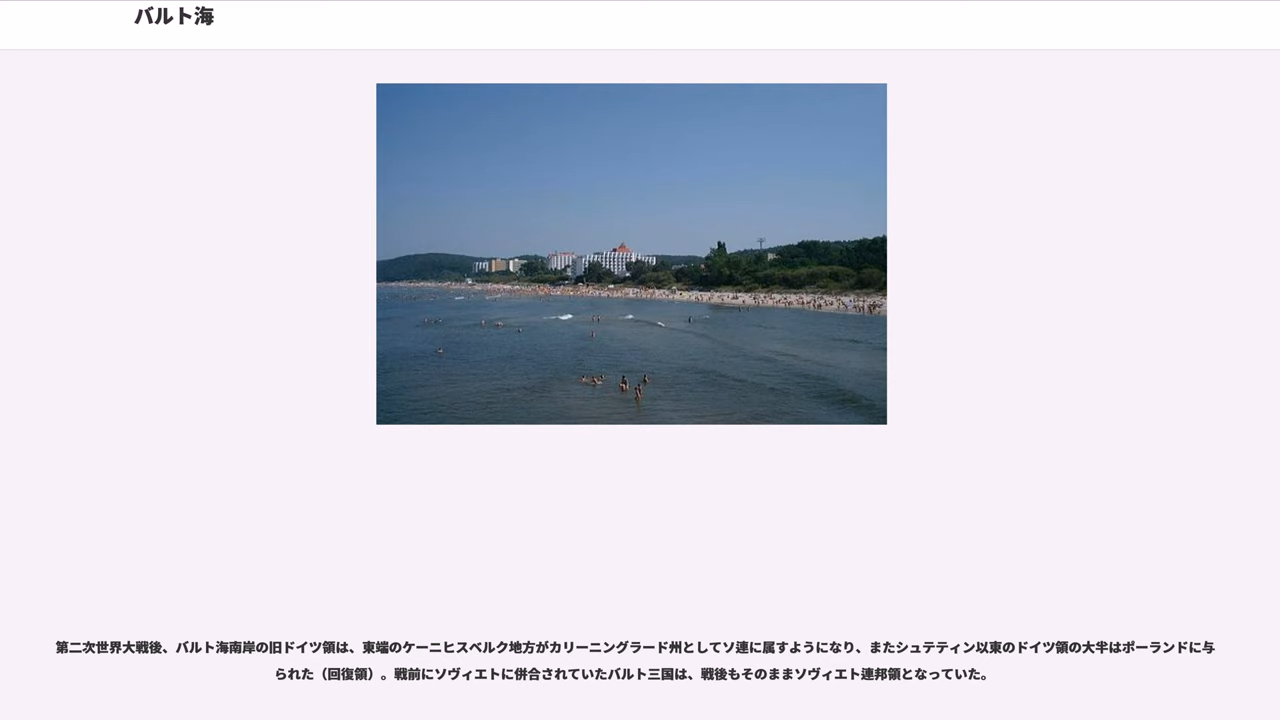 バルト海
第二次世界大戦後、バルト海南岸の旧ドイツ領は、東端のケーニヒスベルク地方がカリーニングラード州としてソ連に属すようになり、またシュテティン以東のドイツ領の大半はポーランドに与
られた（回復領）。戦前にソヴィエトに併合されていたバルト三国は、戦後もそのままソヴィエト連邦領となっていた。